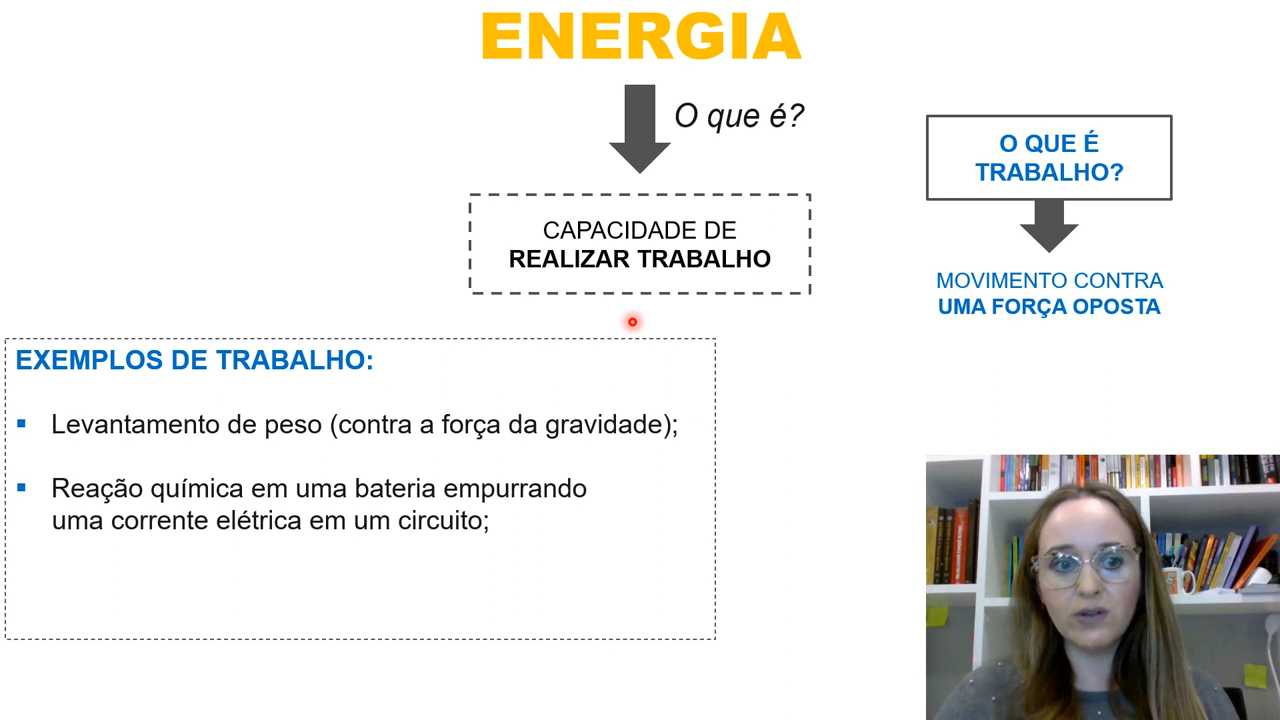 ENERGIA
O que é?
O QUE É
TRABALHO?
CAPACIDADE DE
REALIZAR TRABALHO
MOVIMENTO CONTRA
UMA FORÇA OPOSTA
EXEMPLOS DE TRABALHO:
▪ Levantamento de peso (contra a força da gravidade);
▪ Reação química em uma bateria empurrando
uma corrente elétrica em um circuito;